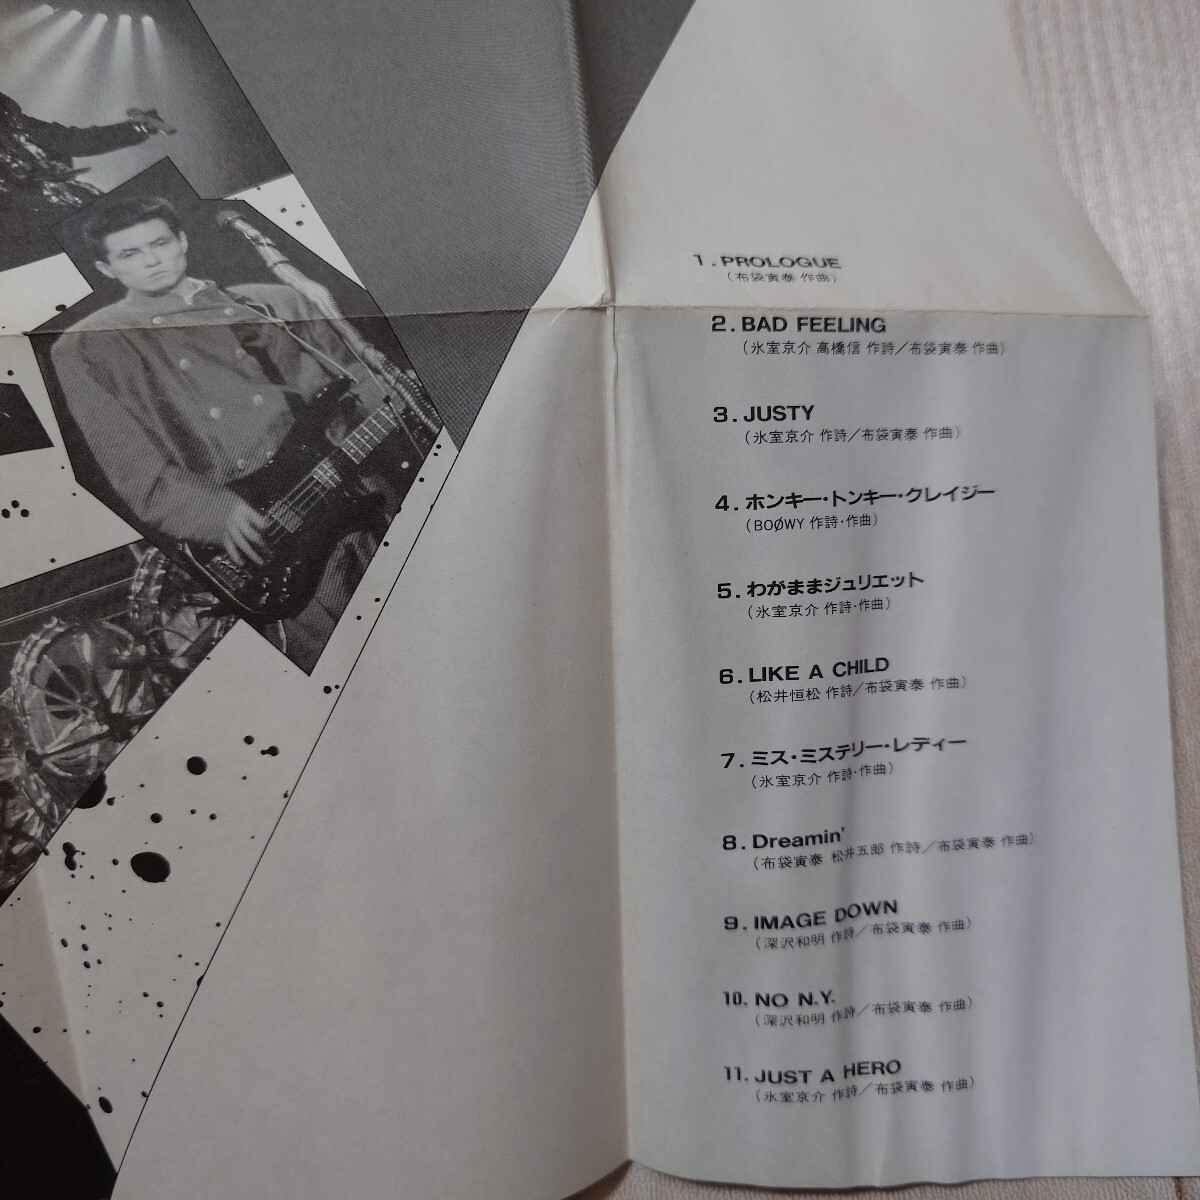 1. PROLOGUE
(布袋寅泰 作曲)
2. BAD FEELING
(氷室京介 高橋信 作詩/布袋寅泰 作曲)
3. JUSTY
(氷室京介 作詩/布袋寅泰 作曲)
4. ホンキー・トンキー・クレイジー
(BOØWY 作詩・作曲)
5. わがままジュリエット
(氷室京介 作詩・作曲)
6. LIKE A CHILD
(松井恒松 作詩/布袋寅泰 作曲)
7. ミス・ミステリー・レディー
(氷室京介 作詩・作曲)
8. Dreamin'
(布袋寅泰 松井五郎 作詩/布袋寅泰 作曲)
9. IMAGE DOWN
(深沢和明 作詩/布袋寅泰 作曲)
10. NO N.Y.
(深沢和明 作詩/布袋寅泰 作曲)
11. JUST A HERO
(氷室京介 作詩/布袋寅泰 作曲)